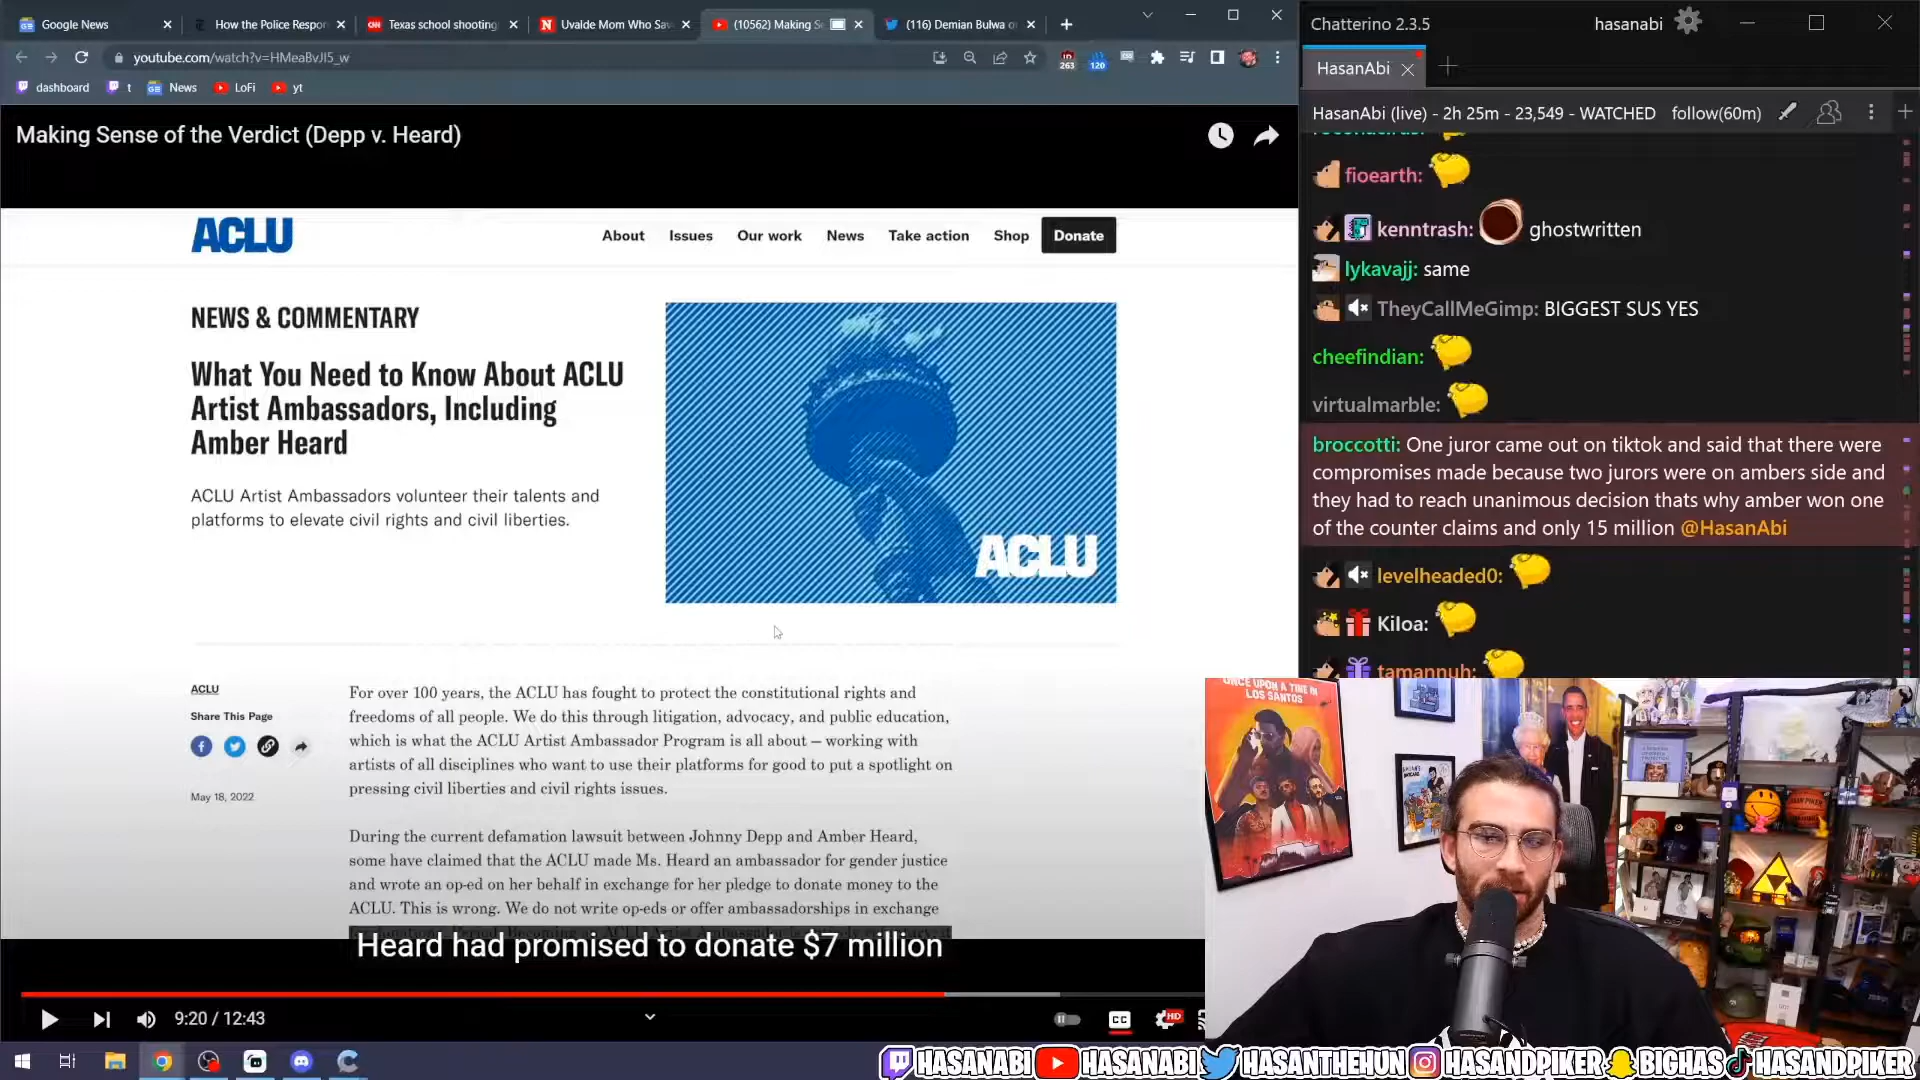 Google News
How the Police Respor
Texas school shooting
Uvalde Mom Who Sav
(10562) Making Se
(116) Demian Bulwa o
youtube.com/watch?v=HMeaBvJI5_w
263
120
dashboard
t
News
LoFi
yt
Making Sense of the Verdict (Depp v. Heard)
ACLU
About
Issues
Our work
News
Take action
Shop
Donate
NEWS & COMMENTARY
What You Need to Know About ACLU
Artist Ambassadors, Including
Amber Heard
ACLU Artist Ambassadors volunteer their talents and
platforms to elevate civil rights and civil liberties.
ACLU
ACLU
Share This Page
May 18, 2022
For over 100 years, the ACLU has fought to protect the constitutional rights and
freedoms of all people. We do this through litigation, advocacy, and public education,
which is what the ACLU Artist Ambassador Program is all about — working with
artists of all disciplines who want to use their platforms for good to put a spotlight on
pressing civil liberties and civil rights issues.
During the current defamation lawsuit between Johnny Depp and Amber Heard,
some have claimed that the ACLU made Ms. Heard an ambassador for gender justice
and wrote an op-ed on her behalf in exchange for her pledge to donate money to the
ACLU. This is wrong. We do not write op-eds or offer ambassadorships in exchange
Heard had promised to donate $7 million
9:20 / 12:43
CC
HD
Chatterino 2.3.5
hasanabi
HasanAbi
HasanAbi (live) - 2h 25m - 23,549 - WATCHED
follow(60m)
fioearth:
kenntrash: ghostwritten
lykavajj: same
TheyCallMeGimp: BIGGEST SUS YES
cheefindian:
virtualmarble:
broccotti: One juror came out on tiktok and said that there were
compromises made because two jurors were on ambers side and
they had to reach unanimous decision thats why amber won one
of the counter claims and only 15 million @HasanAbi
levelheaded0:
Kiloa:
tamannuh:
ONCE UPON A TIME IN
LOS SANTOS
HASANABI
HASANABI
HASANTHEHUN
HASANDPIKER
BIGHAS
HASANDPIKER